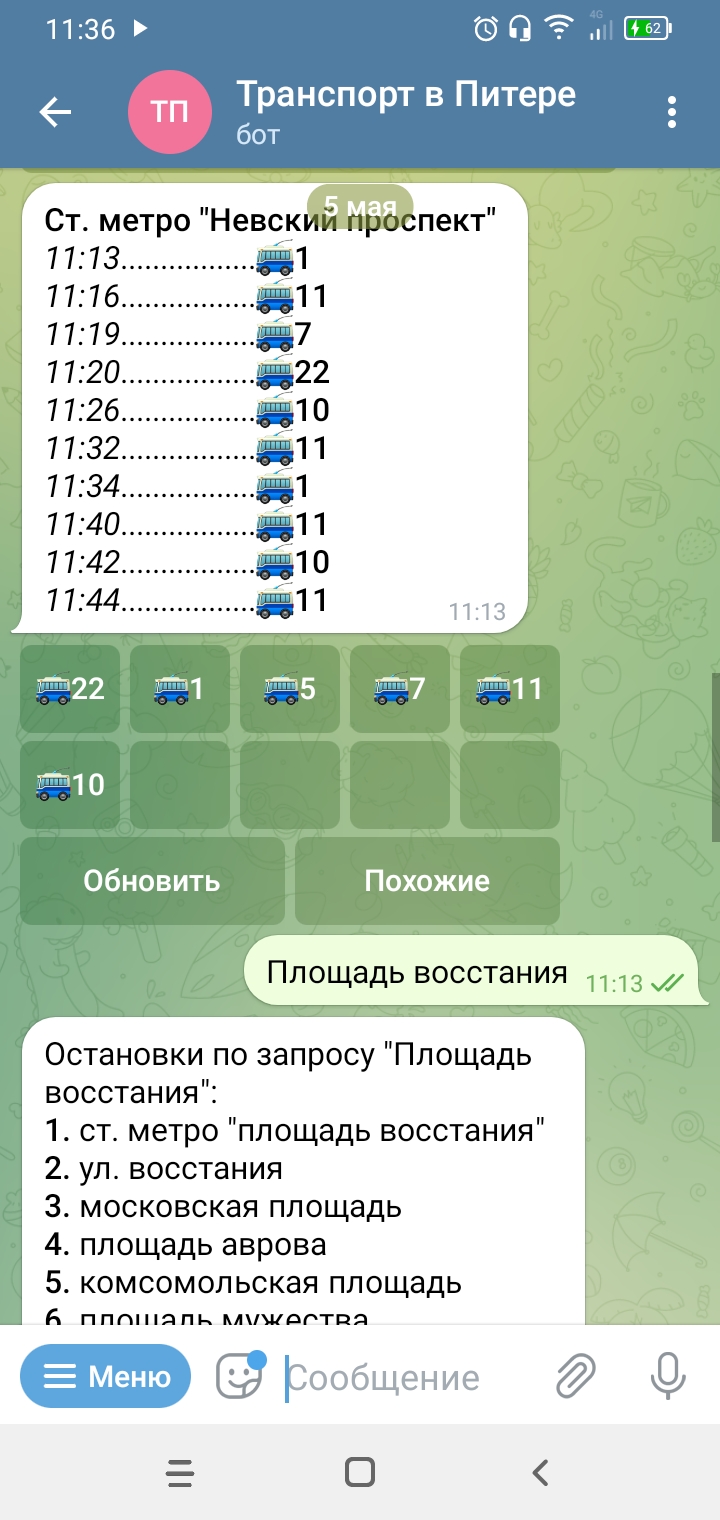 11:36
4G
62
ТП
Транспорт в Питере
бот
5 мая
Ст. метро "Невский проспект"
11:13.................1
11:16.................11
11:19.................7
11:20.................22
11:26.................10
11:32.................11
11:34.................1
11:40.................11
11:42.................10
11:44.................11
11:13
22 1 5 7 11
10
Обновить Похожие
Площадь восстания 11:13
Остановки по запросу "Площадь
восстания":
1. ст. метро "площадь восстания"
2. ул. восстания
3. московская площадь
4. площадь аврова
5. комсомольская площадь
6. площадь мужества
Меню Сообщение